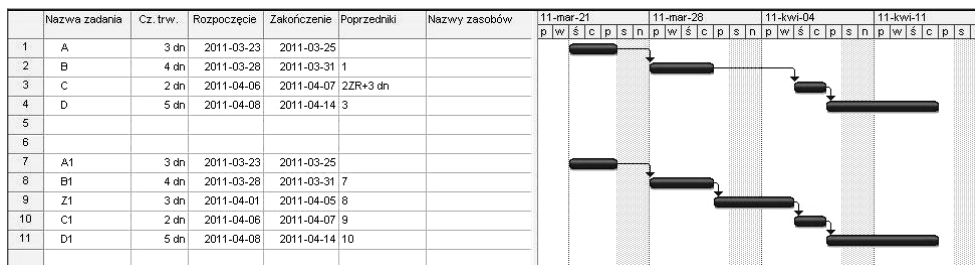 Nazwa zadania Cz. trw. Rozpoczęcie Zakończenie Poprzedniki Nazwy zasobów 11-mar-21 11-mar-28 11-kwi-04 11-kwi-11
p w ś c p s n p w ś c p s n p w ś c p s n p w ś c p s
1 A 3 dn 2011-03-23 2011-03-25
2 B 4 dn 2011-03-28 2011-03-31 1
3 C 2 dn 2011-04-06 2011-04-07 2ZR+3 dn
4 D 5 dn 2011-04-08 2011-04-14 3
5
6
7 A1 3 dn 2011-03-23 2011-03-25
8 B1 4 dn 2011-03-28 2011-03-31 7
9 Z1 3 dn 2011-04-01 2011-04-05 8
10 C1 2 dn 2011-04-06 2011-04-07 9
11 D1 5 dn 2011-04-08 2011-04-14 10